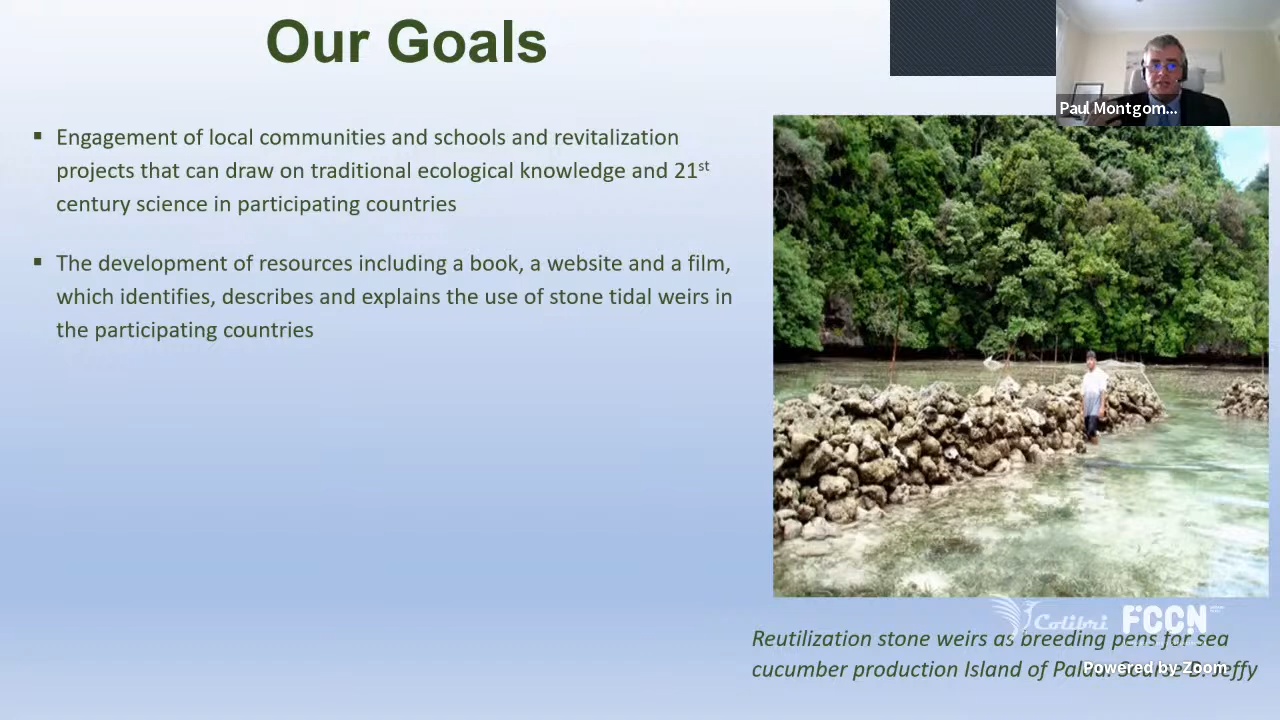 Our Goals
Paul Montgom...
▪ Engagement of local communities and schools and revitalization
projects that can draw on traditional ecological knowledge and 21st
century science in participating countries
▪ The development of resources including a book, a website and a film,
which identifies, describes and explains the use of stone tidal weirs in
the participating countries
Colibri FCCN
Reutilization stone weirs as breeding pens for sea
cucumber production Island of Palau. Source B. Jeffy
Powered by Zoom